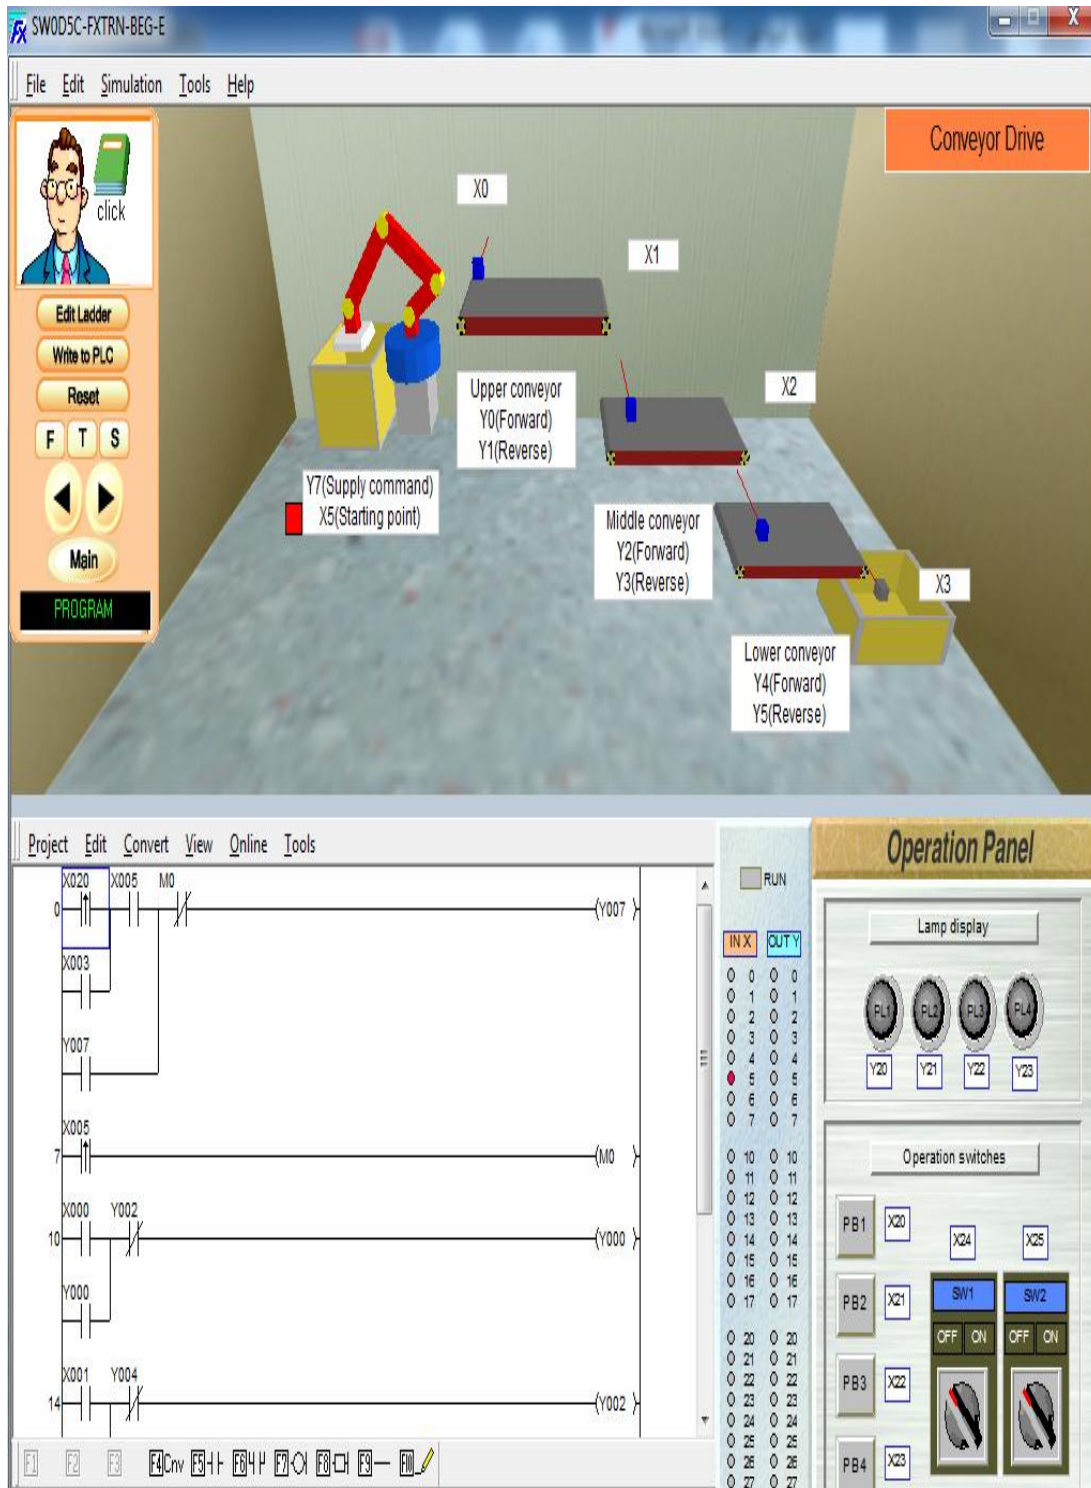 SW0D5C-FXTRN-BEG-E
File Edit Simulation Tools Help
click
Edit Ladder
Write to PLC
Reset
F T S
Main
PROGRAM
Conveyor Drive
X0
X1
X2
X3
Upper conveyor
Y0(Forward)
Y1(Reverse)
Y7(Supply command)
X5(Starting point)
Middle conveyor
Y2(Forward)
Y3(Reverse)
Lower conveyor
Y4(Forward)
Y5(Reverse)
Project Edit Convert View Online Tools
X020 X005 M0
0 (Y007 )
X003
Y007
X005
7 (M0 )
X000 Y002
10 (Y000 )
Y000
X001 Y004
14 (Y002 )
F1 F2 F3 F4 Cnv F5 F6 F7 F8 F9 F10
RUN
IN X OUT Y
0 0
1 1
2 2
3 3
4 4
5 5
6 6
7 7
10 10
11 11
12 12
13 13
14 14
15 15
16 16
17 17
20 20
21 21
22 22
23 23
24 24
25 25
26 26
27 27
Operation Panel
Lamp display
PL1 PL2 PL3 PL4
Y20 Y21 Y22 Y23
Operation switches
PB1 X20
PB2 X21
PB3 X22
PB4 X23
X24 X25
SW1 SW2
OFF ON OFF ON